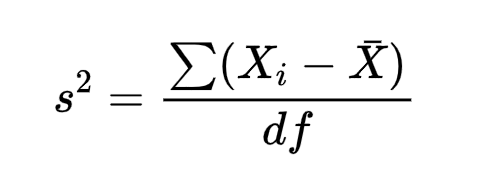 s² = ∑(Xᵢ − X̄) / df